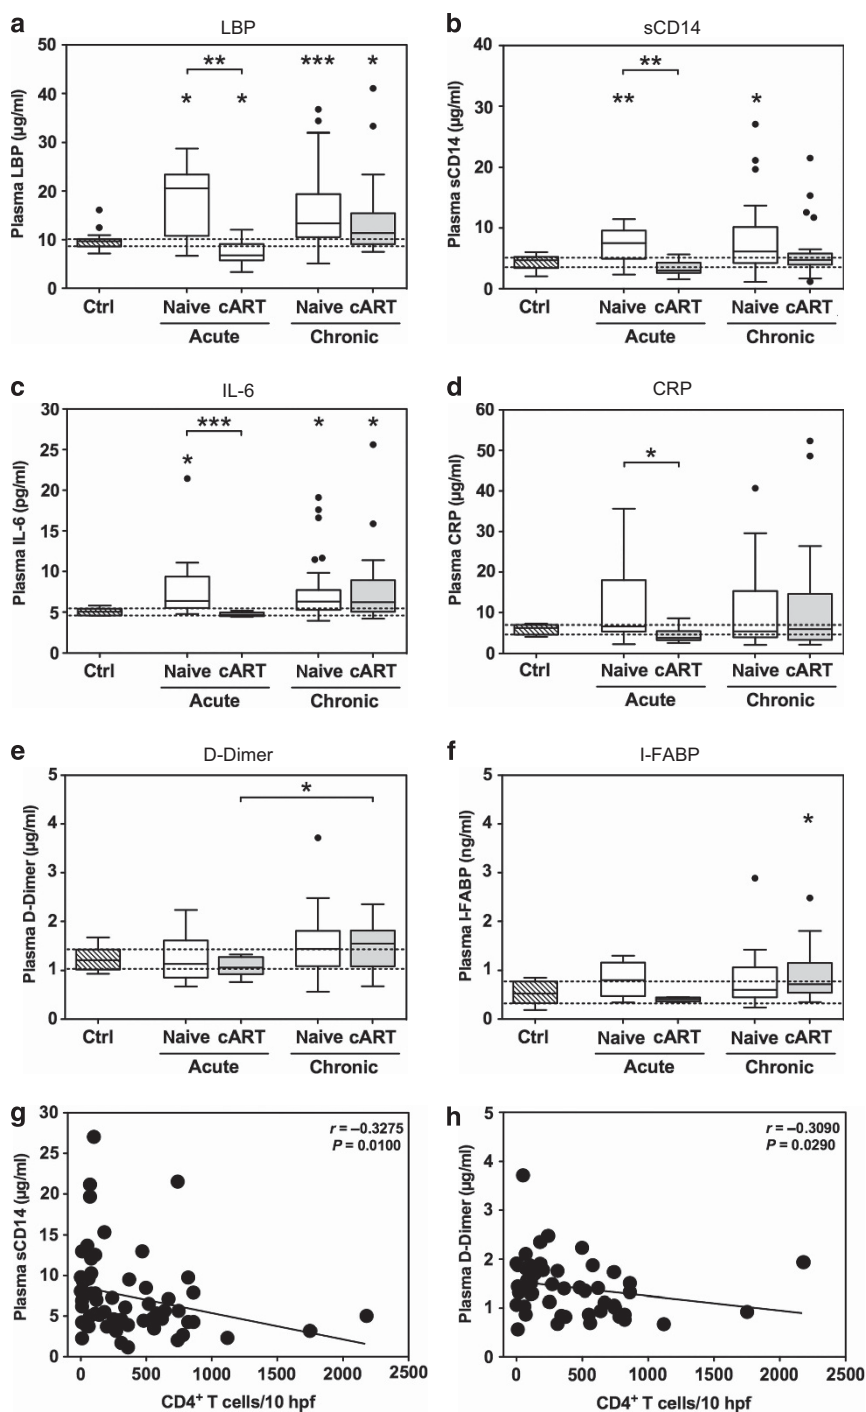 a
LBP
Plasma LBP (µg/ml)
50
40
30
20
10
0
** *** *
* *
Ctrl Naive cART Naive cART
Acute Chronic
b
sCD14
Plasma sCD14 (µg/ml)
40
30
20
10
0
**
** *
Ctrl Naive cART Naive cART
Acute Chronic
c
IL-6
Plasma IL-6 (pg/ml)
30
25
20
15
10
5
0
*** * *
*
Ctrl Naive cART Naive cART
Acute Chronic
d
CRP
Plasma CRP (µg/ml)
60
50
40
30
20
10
0
*
Ctrl Naive cART Naive cART
Acute Chronic
e
D-Dimer
Plasma D-Dimer (µg/ml)
5
4
3
2
1
0
*
Ctrl Naive cART Naive cART
Acute Chronic
f
I-FABP
Plasma I-FABP (ng/ml)
5
4
3
2
1
0
*
Ctrl Naive cART Naive cART
Acute Chronic
g
Plasma sCD14 (µg/ml)
30
25
20
15
10
5
0
r = –0.3275
P = 0.0100
0 500 1000 1500 2000 2500
CD4⁺ T cells/10 hpf
h
Plasma D-Dimer (µg/ml)
5
4
3
2
1
0
r = –0.3090
P = 0.0290
0 500 1000 1500 2000 2500
CD4⁺ T cells/10 hpf